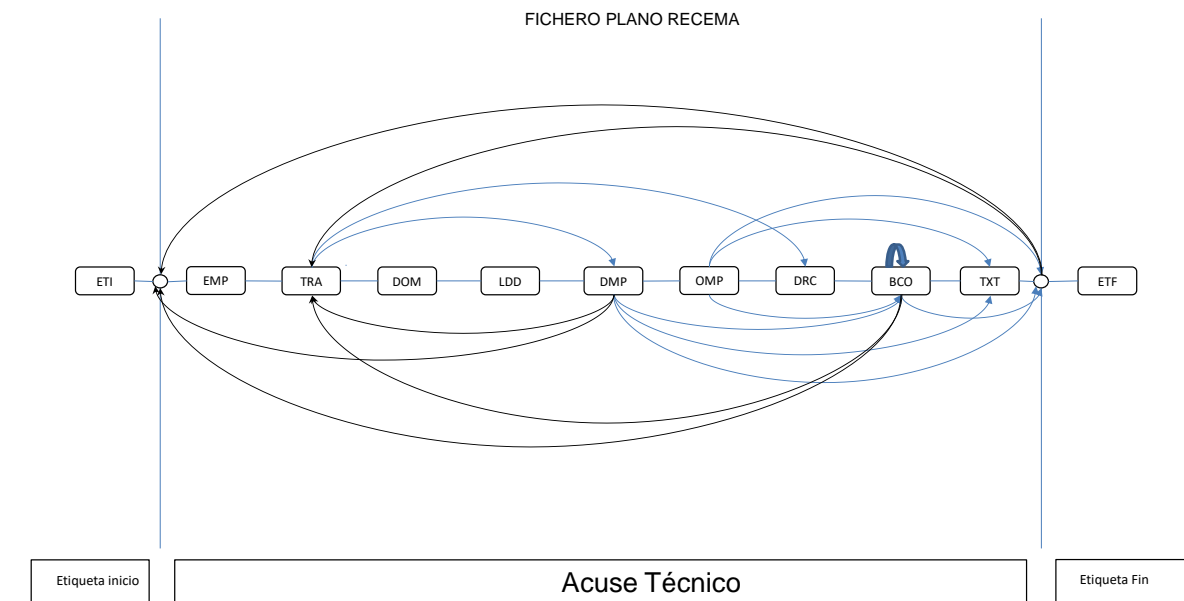 FICHERO PLANO RECEMA
ETI
EMP
TRA
DOM
LDD
DMP
OMP
DRC
BCO
TXT
ETF
Etiqueta inicio
Acuse Técnico
Etiqueta Fin